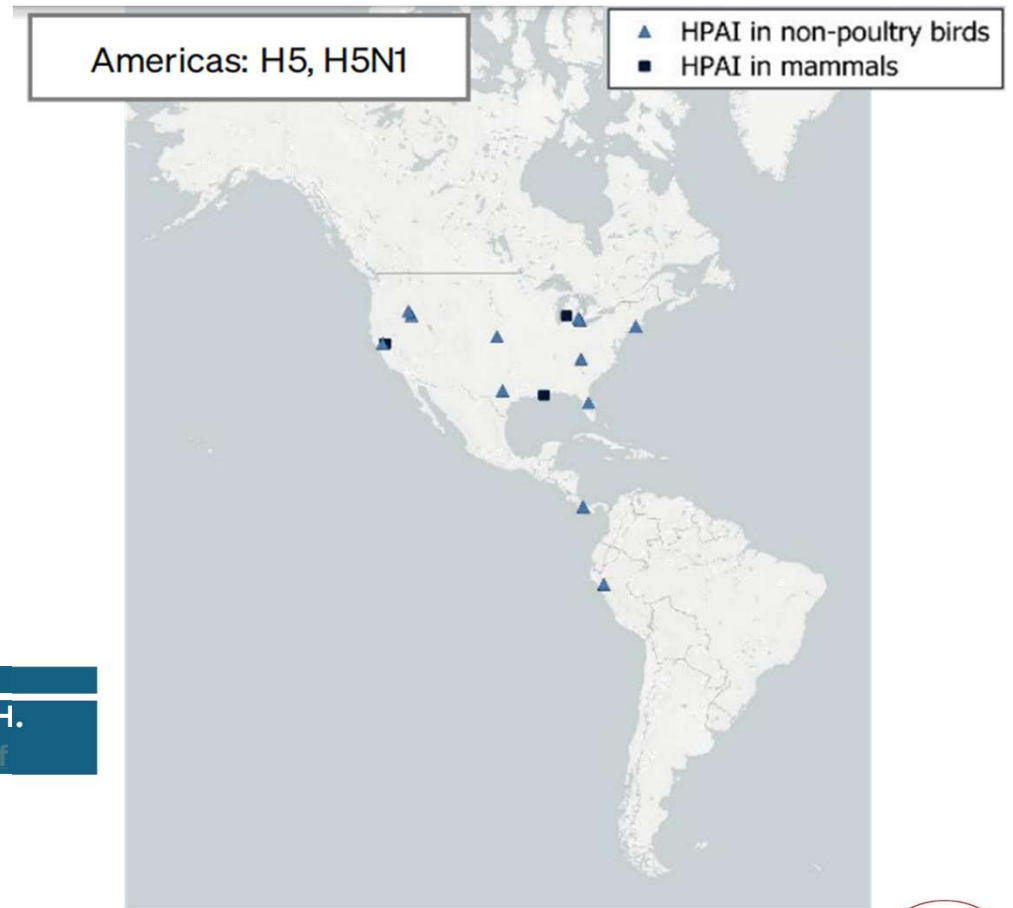 Americas: H5, H5N1
HPAI in non-poultry birds
HPAI in mammals
H.
f